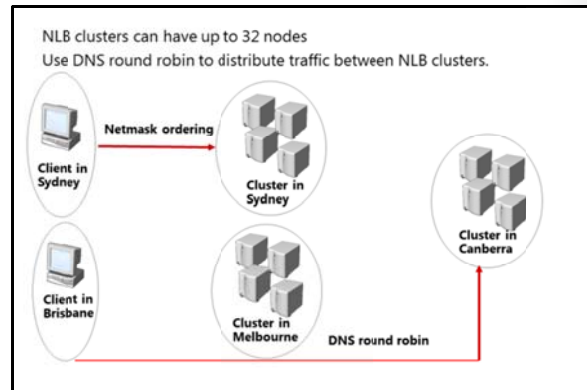 NLB clusters can have up to 32 nodes
Use DNS round robin to distribute traffic between NLB clusters.
Netmask ordering
Client in
Sydney
Cluster in
Sydney
Cluster in
Canberra
Client in
Brisbane
Cluster in
Melbourne
DNS round robin